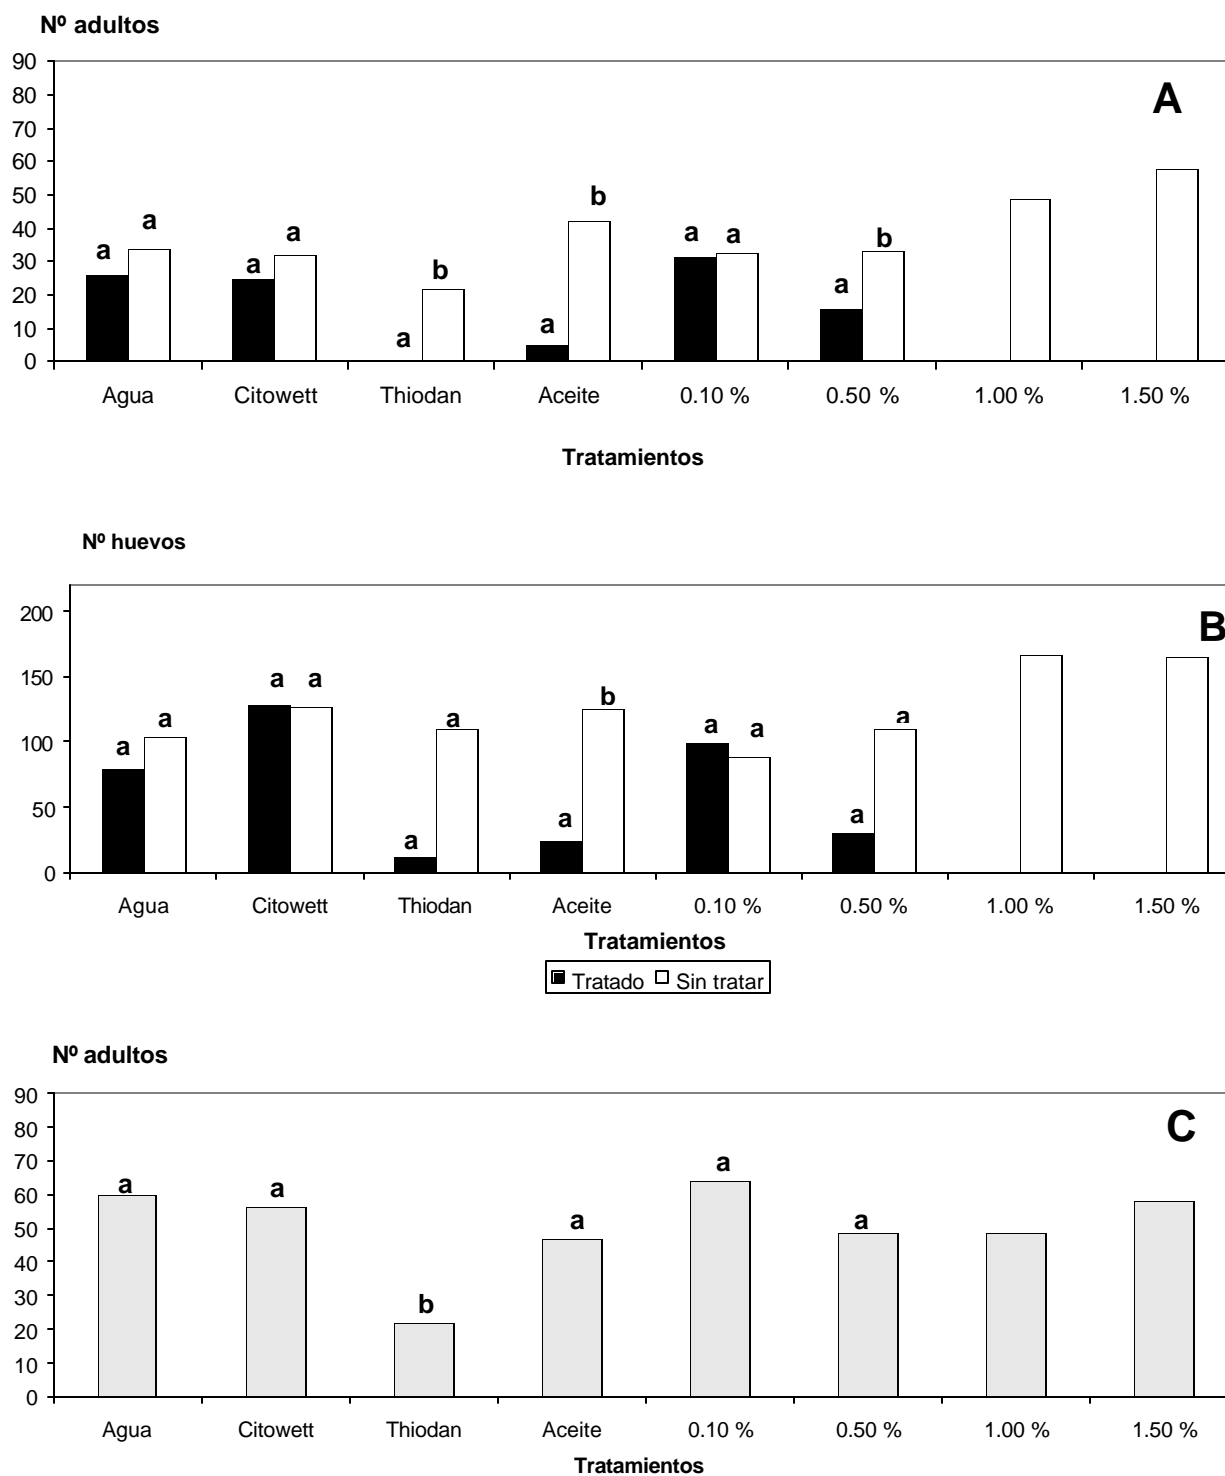 Nº adultos
90
80
70
60
50
40
30
20
10
0
A
a a a a a b a b a a a b
Agua Citowett Thiodan Aceite 0.10 % 0.50 % 1.00 % 1.50 %
Tratamientos
Nº huevos
200
150
100
50
0
B
a a a a a a a b a a a a
Agua Citowett Thiodan Aceite 0.10 % 0.50 % 1.00 % 1.50 %
Tratamientos
Tratado Sin tratar
Nº adultos
90
80
70
60
50
40
30
20
10
0
C
a a b a a a
Agua Citowett Thiodan Aceite 0.10 % 0.50 % 1.00 % 1.50 %
Tratamientos